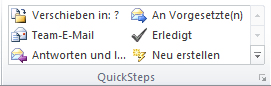 Verschieben in: ?
An Vorgesetzte(n)
Team-E-Mail
Erledigt
Antworten und l...
Neu erstellen
QuickSteps